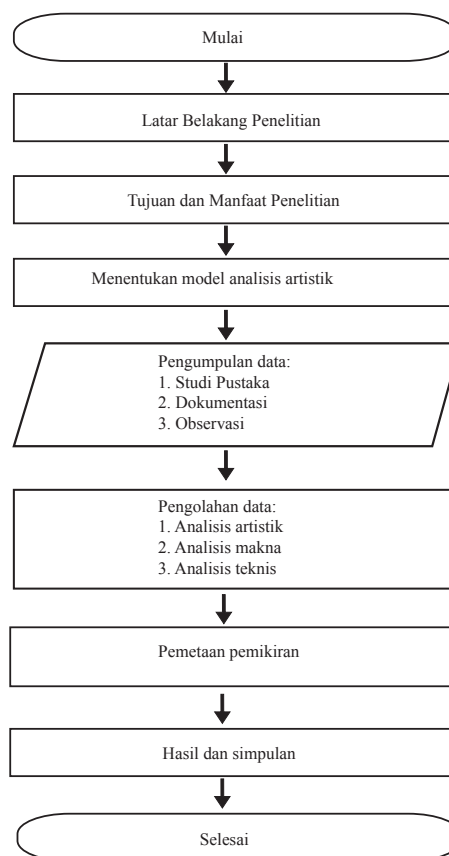 Mulai
Latar Belakang Penelitian
Tujuan dan Manfaat Penelitian
Menentukan model analisis artistik
Pengumpulan data:
1. Studi Pustaka
2. Dokumentasi
3. Observasi
Pengolahan data:
1. Analisis artistik
2. Analisis makna
3. Analisis teknis
Pemetaan pemikiran
Hasil dan simpulan
Selesai